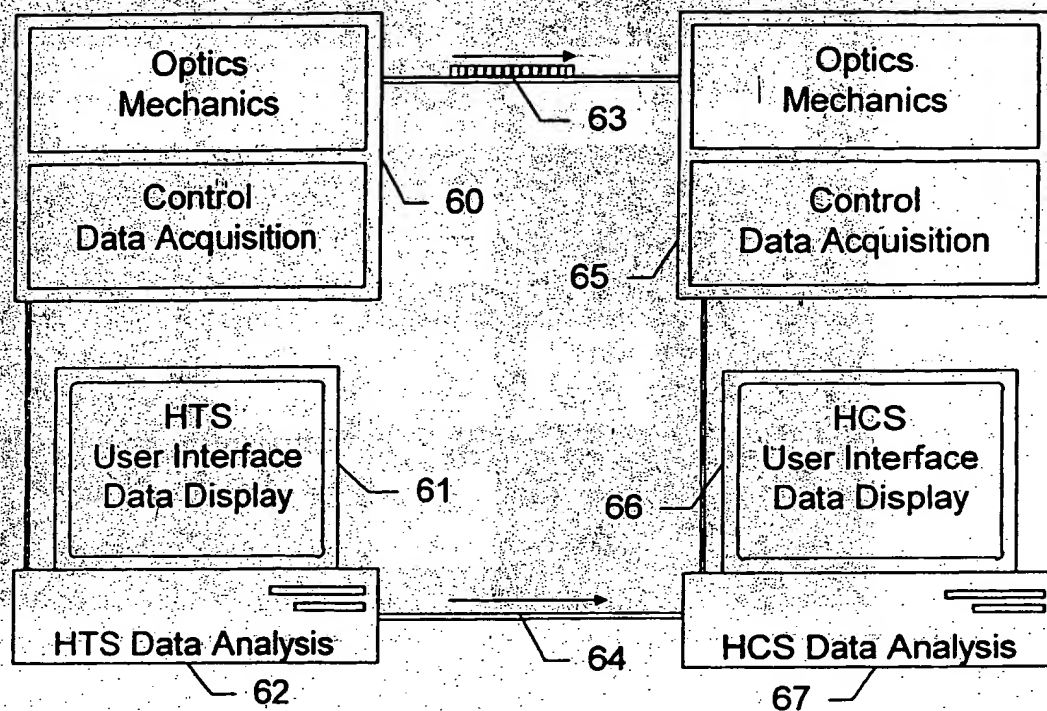 Optics
Mechanics
63
Optics
Mechanics
Control
Data Acquisition
60
Control
Data Acquisition
65
HTS
User Interface
Data Display
61
HCS
User Interface
Data Display
66
HTS Data Analysis
62
64
HCS Data Analysis
67